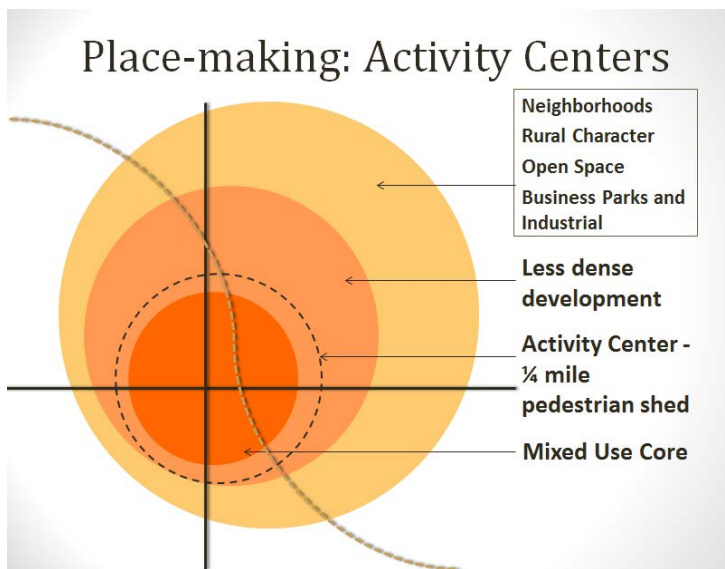 Place-making: Activity Centers
Neighborhoods
Rural Character
Open Space
Business Parks and
Industrial
Less dense
development
Activity Center -
¼ mile
pedestrian shed
Mixed Use Core